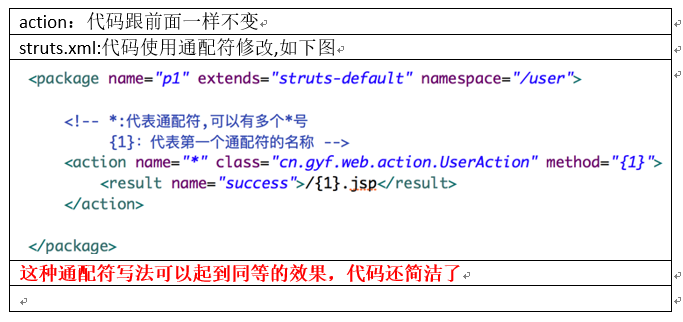 action：代码跟前面一样不变
struts.xml:代码使用通配符修改,如下图
<package name="p1" extends="struts-default" namespace="/user">
<!-- *:代表通配符,可以有多个*号
{1}：代表第一个通配符的名称 -->
<action name="*" class="cn.gyf.web.action.UserAction" method="{1}">
<result name="success">/{1}.jsp</result>
</action>
</package>
这种通配符写法可以起到同等的效果，代码还简洁了